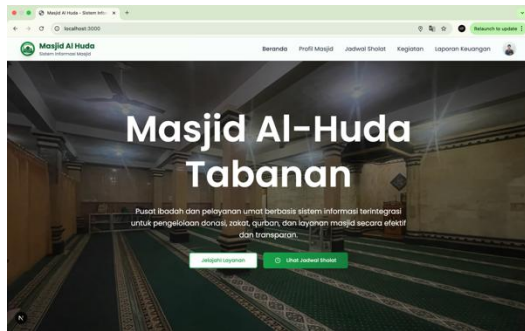 Masjid Al Huda - Sistem Info
localhost:3000
Relaunch to update
Masjid Al Huda
Sistem Informasi Masjid
Beranda
Profil Masjid
Jadwal Sholat
Kegiatan
Laporan Keuangan
Masjid Al-Huda
Tabanan
Pusat ibadah dan pelayanan umat berbasis sistem informasi terintegrasi
untuk pengelolaan donasi, zakat, qurban, dan layanan masjid secara efektif
dan transparan.
Jelajahi Layanan
Lihat Jadwal Sholat
N